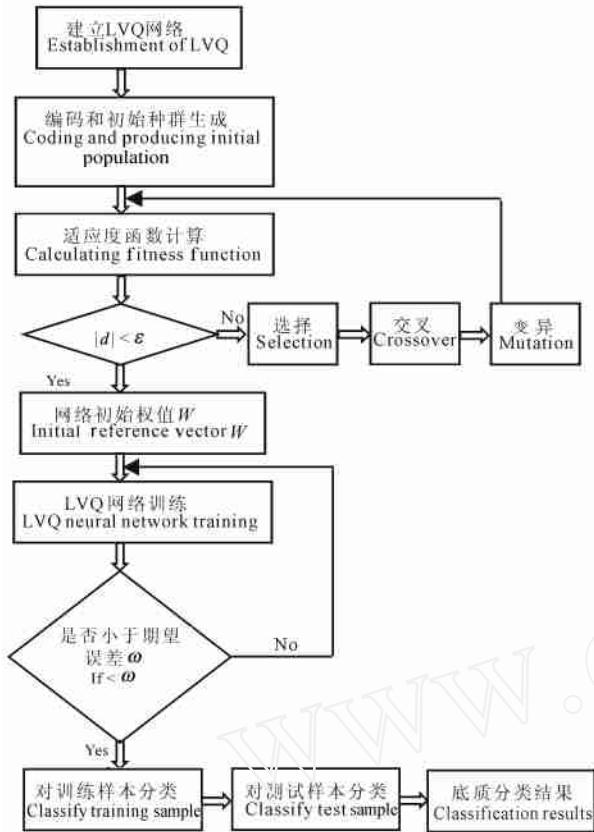 建立LVQ网络
Establishment of LVQ
编码和初始种群生成
Coding and producing initial
population
适应度函数计算
Calculating fitness function
|d| < ε
No
选择
Selection
交叉
Crossover
变异
Mutation
Yes
网络初始权值W
Initial reference vector W
LVQ网络训练
LVQ neural network training
是否小于期望
误差ω
If < ω
No
Yes
对训练样本分类
Classify training sample
对测试样本分类
Classify test sample
底质分类结果
Classification results
www.